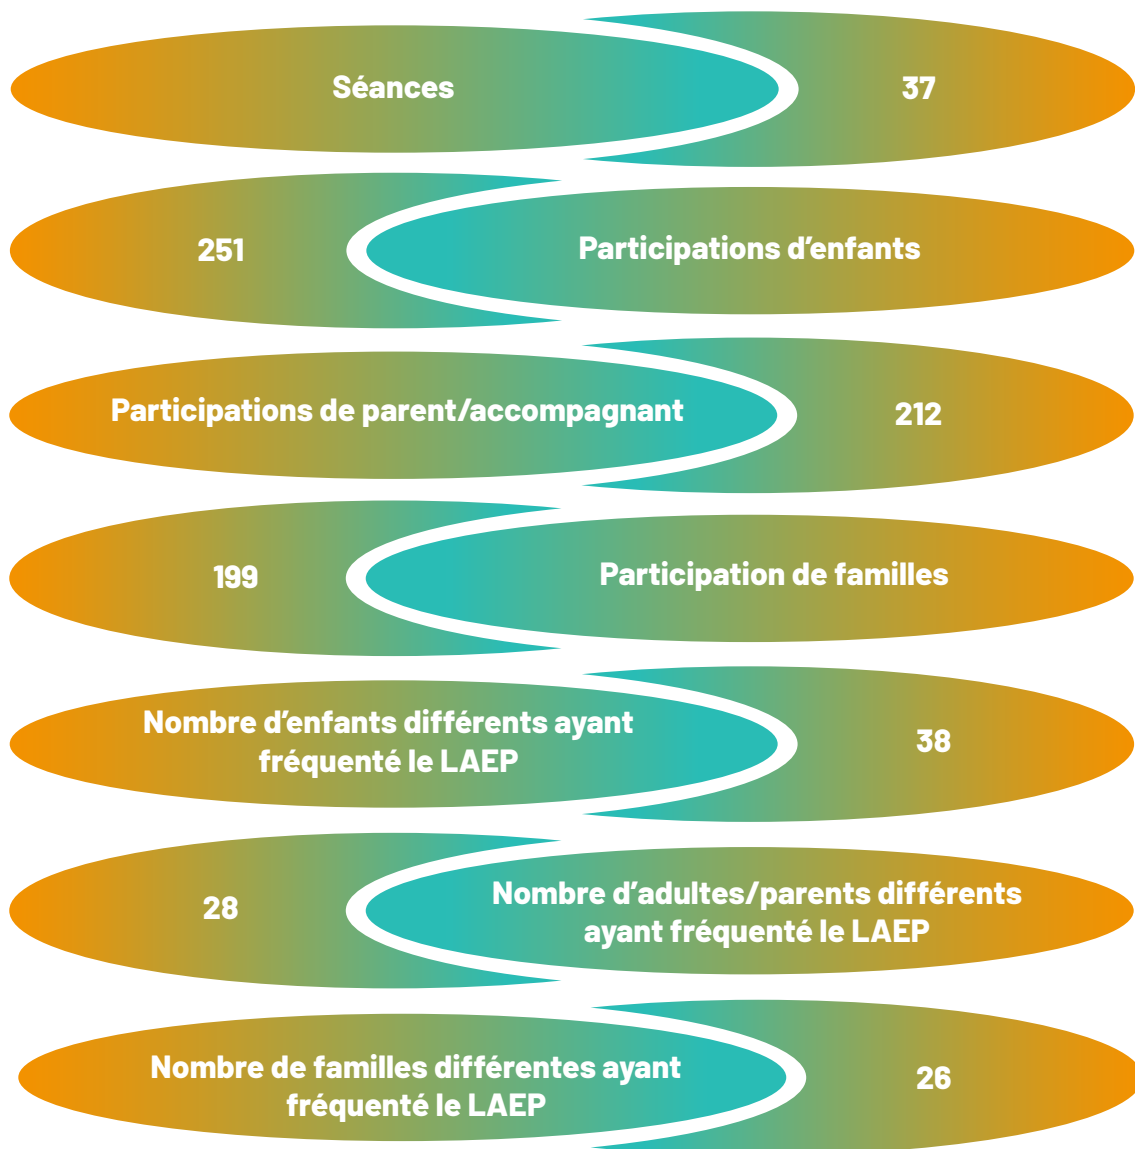 Séances
37
251
Participations d'enfants
Participations de parent/accompagnant
212
199
Participation de familles
Nombre d'enfants différents ayant
fréquenté le LAEP
38
28
Nombre d'adultes/parents différents
ayant fréquenté le LAEP
Nombre de familles différentes ayant
fréquenté le LAEP
26